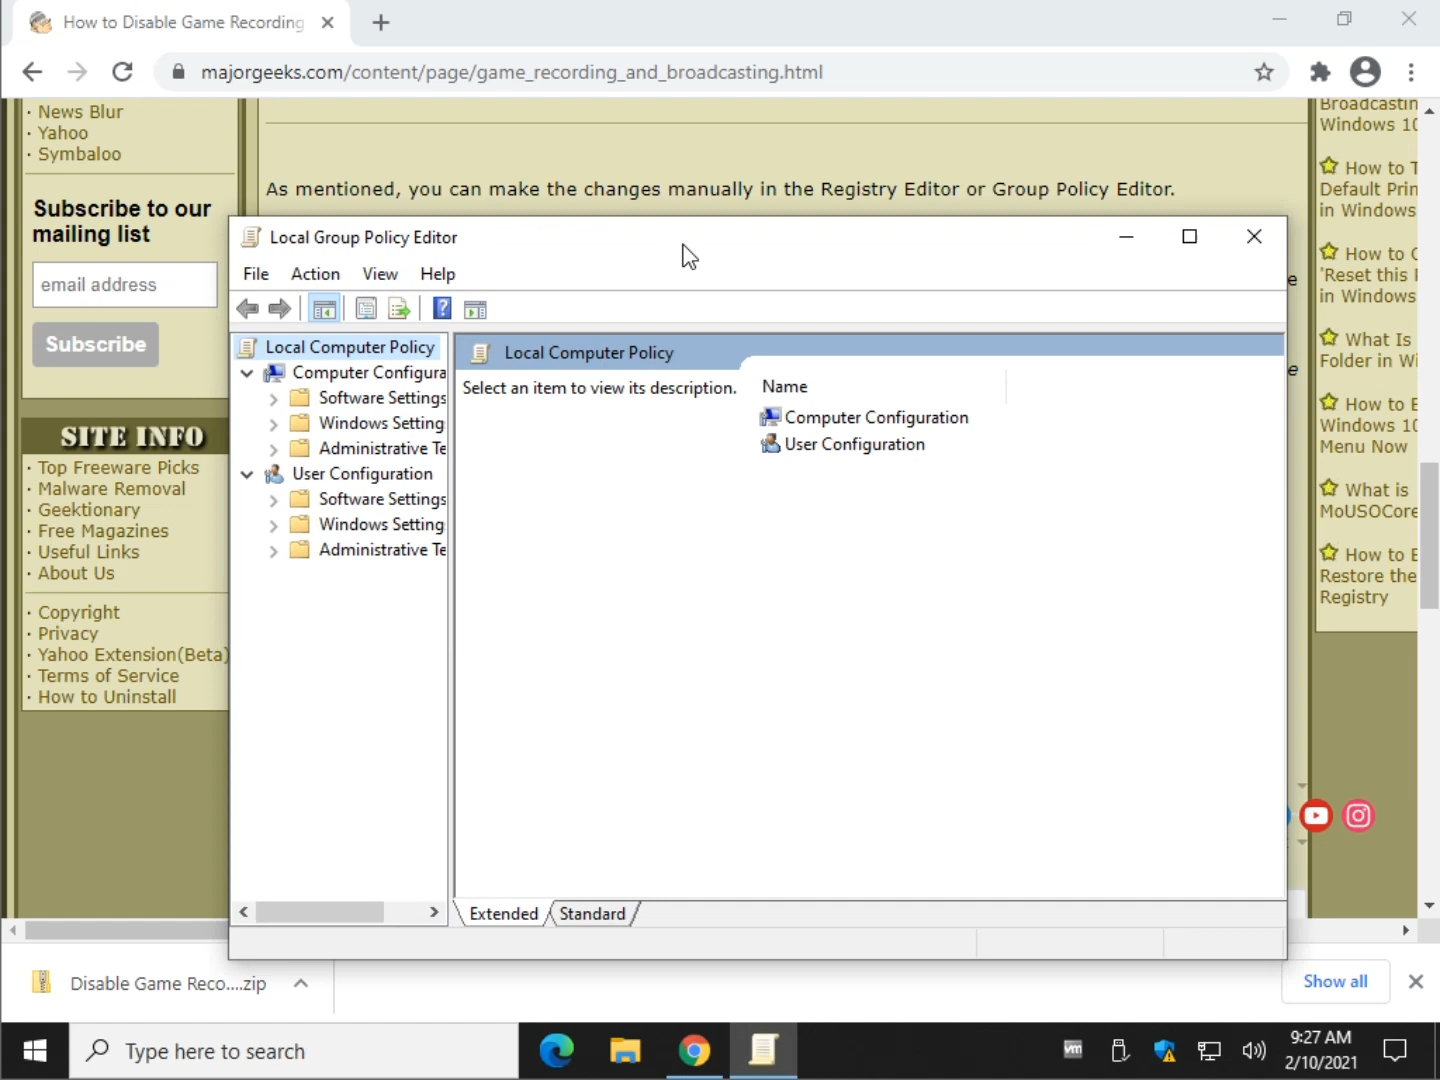 How to Disable Game Recording
majorgeeks.com/content/page/game_recording_and_broadcasting.html
· News Blur
· Yahoo
· Symbaloo
Subscribe to our
mailing list
email address
Subscribe
SITE INFO
· Top Freeware Picks
· Malware Removal
· Geektionary
· Free Magazines
· Useful Links
· About Us
· Copyright
· Privacy
· Yahoo Extension(Beta)
· Terms of Service
· How to Uninstall
As mentioned, you can make the changes manually in the Registry Editor or Group Policy Editor.
e
e
Local Group Policy Editor
File Action View Help
Local Computer Policy
Computer Configura
Software Settings
Windows Setting
Administrative Te
User Configuration
Software Settings
Windows Setting
Administrative Te
Local Computer Policy
Select an item to view its description.
Name
Computer Configuration
User Configuration
Extended Standard
Broadcastin
Windows 10
How to T
Default Prin
in Windows
How to C
'Reset this
in Windows
What Is
Folder in Wi
How to E
Windows 10
Menu Now
What is
MoUSOCore
How to E
Restore the
Registry
Disable Game Reco....zip
Show all
Type here to search
vm
9:27 AM
2/10/2021